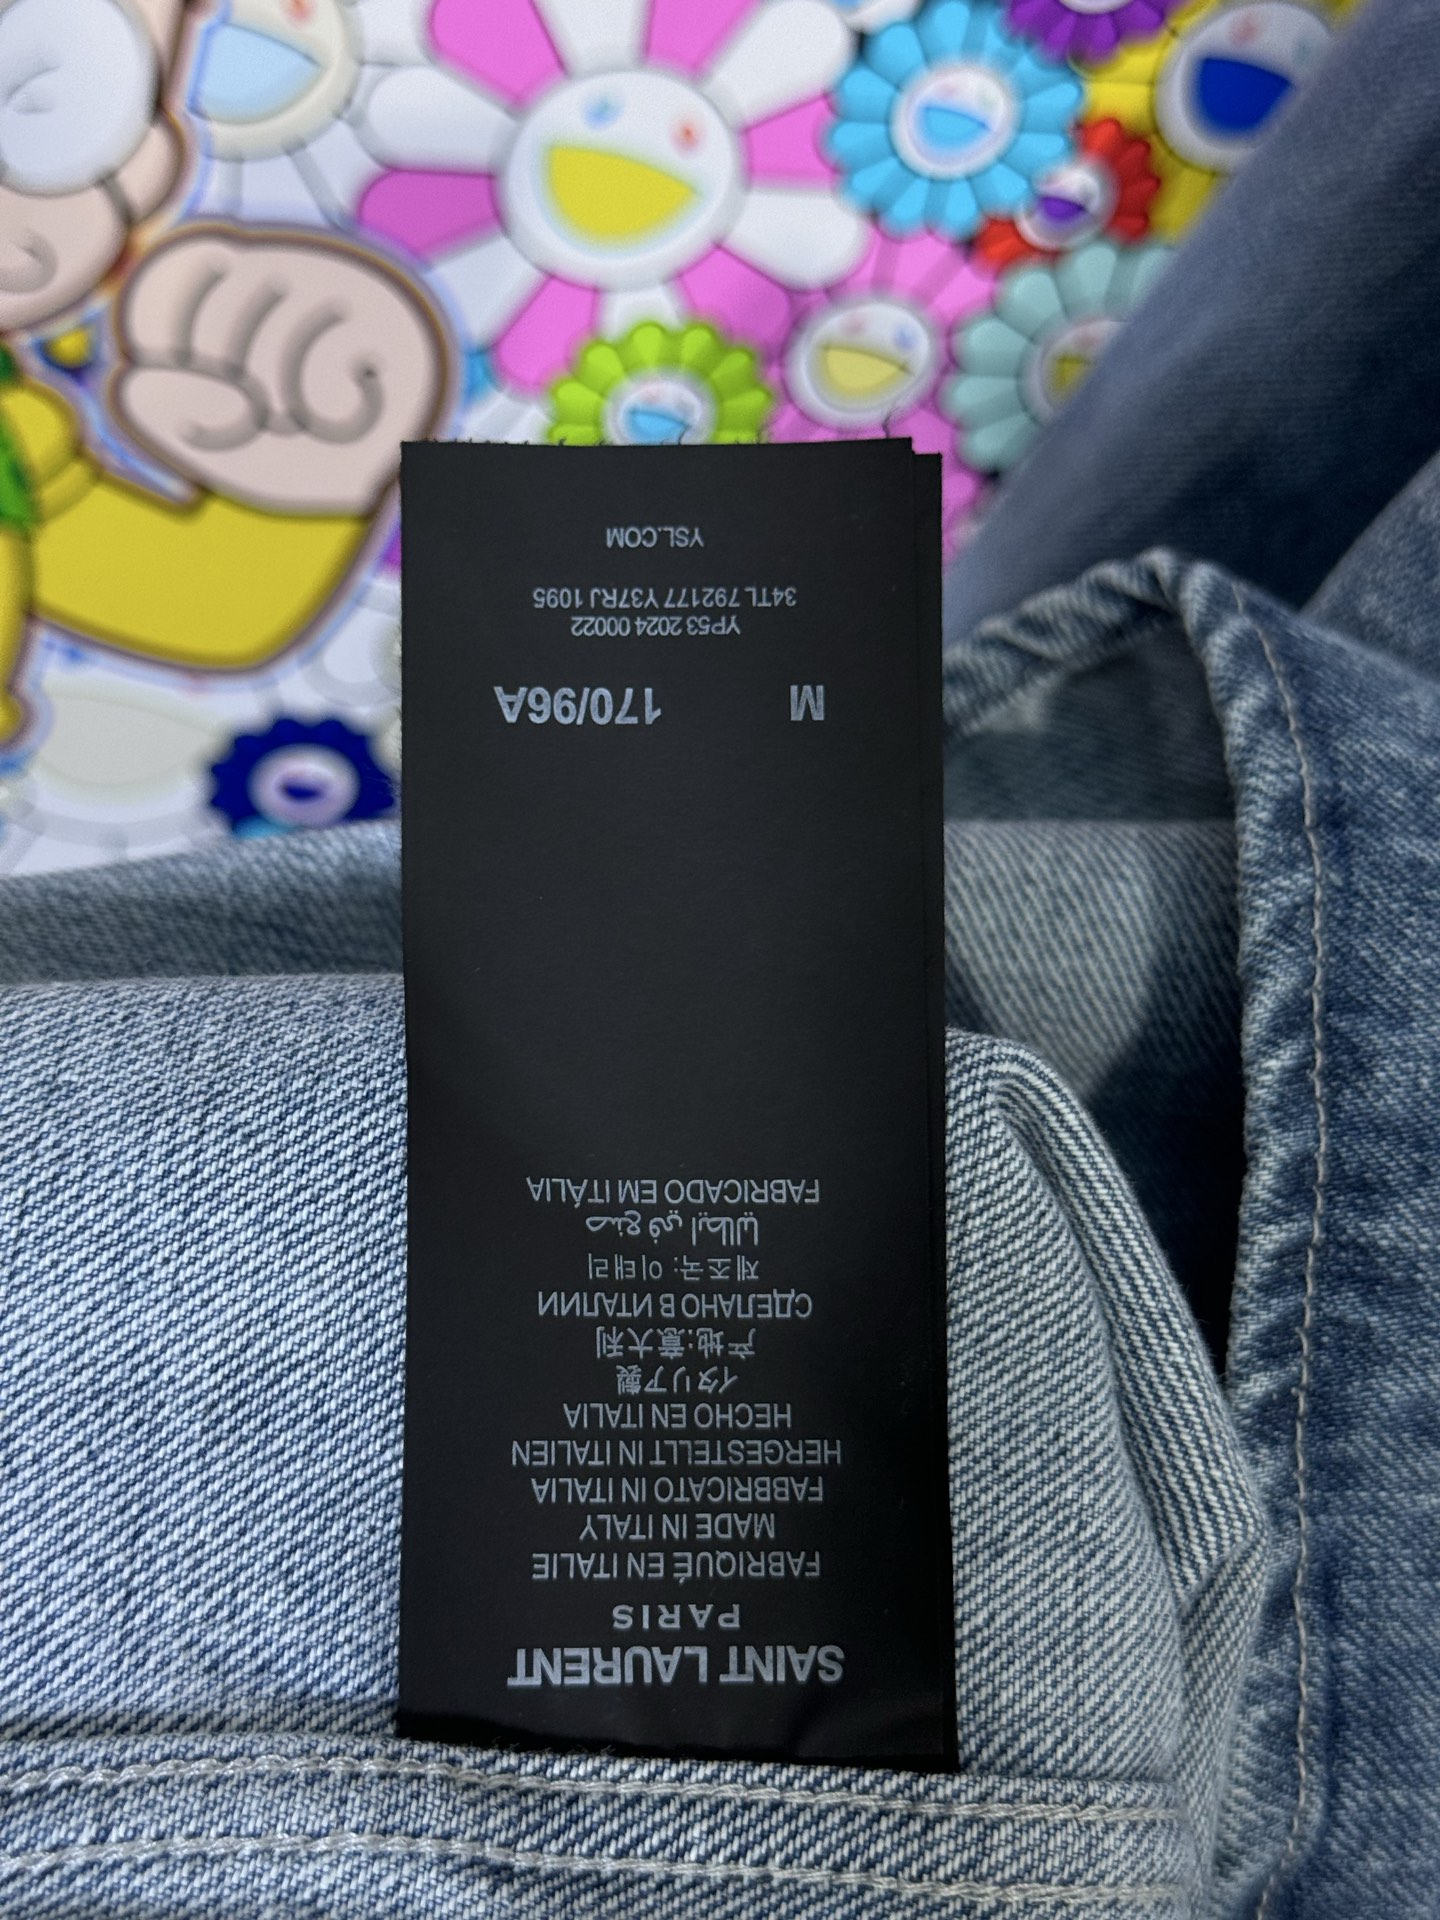 SAINT LAURENT
PARIS
FABRIQUÉ EN ITALIE
MADE IN ITALY
FABBRICATO IN ITALIA
HERGESTELLT IN ITALIEN
HECHO EN ITALIA
イタリア製
产地:意大利
СДЕЛАНО В ИТАЛИИ
제조국: 이태리
صنع في ايطاليا
FABRICADO EM ITÁLIA
M 170/96A
YP53 2024 00022
34TL 792177 Y37RJ 1095
YSL.COM